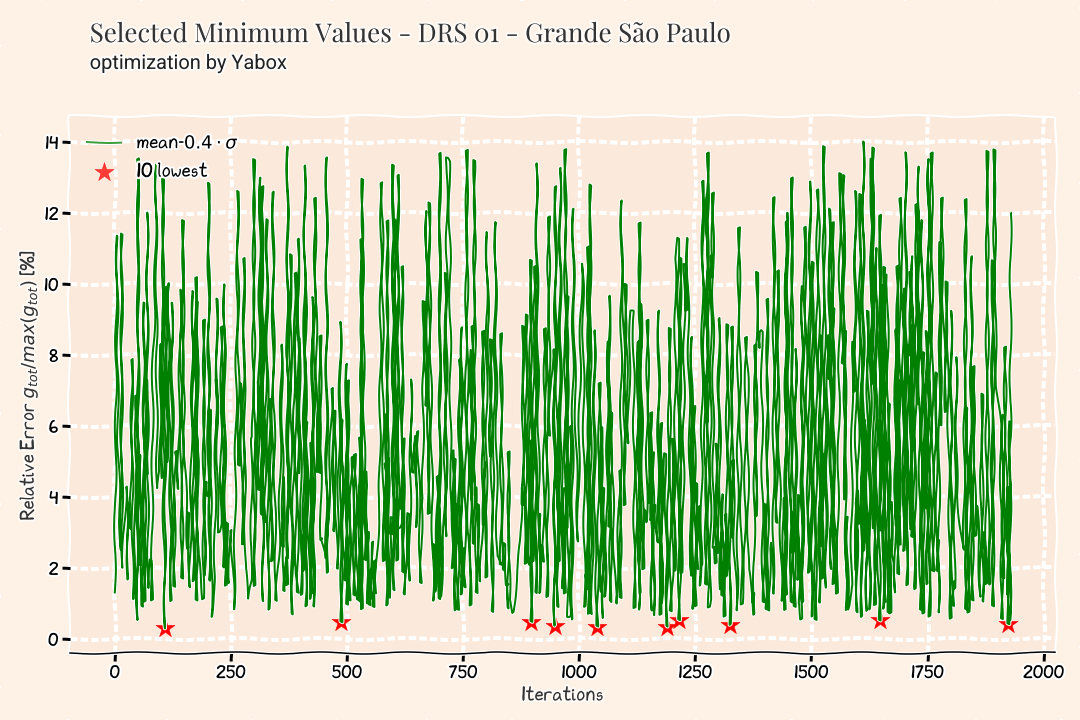 Selected Minimum Values - DRS 01 - Grande São Paulo
optimization by Yabox
mean-0.4 · σ
10 lowest
Relative Error g_tot/max(g_tot) [%]
14
12
10
8
6
4
2
0
0 250 500 750 1000 1250 1500 1750 2000
Iterations